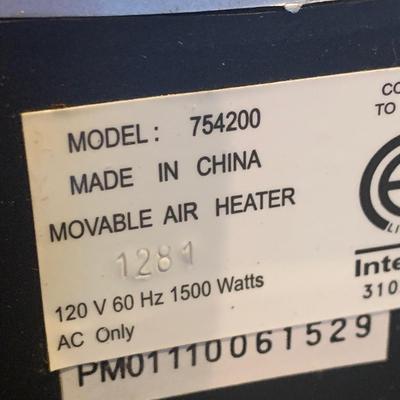 MODEL: 754200
MADE IN CHINA
MOVABLE AIR HEATER
1281
120 V 60 Hz 1500 Watts
AC Only
PM01110061529
CO
TO
LI
Inte
310